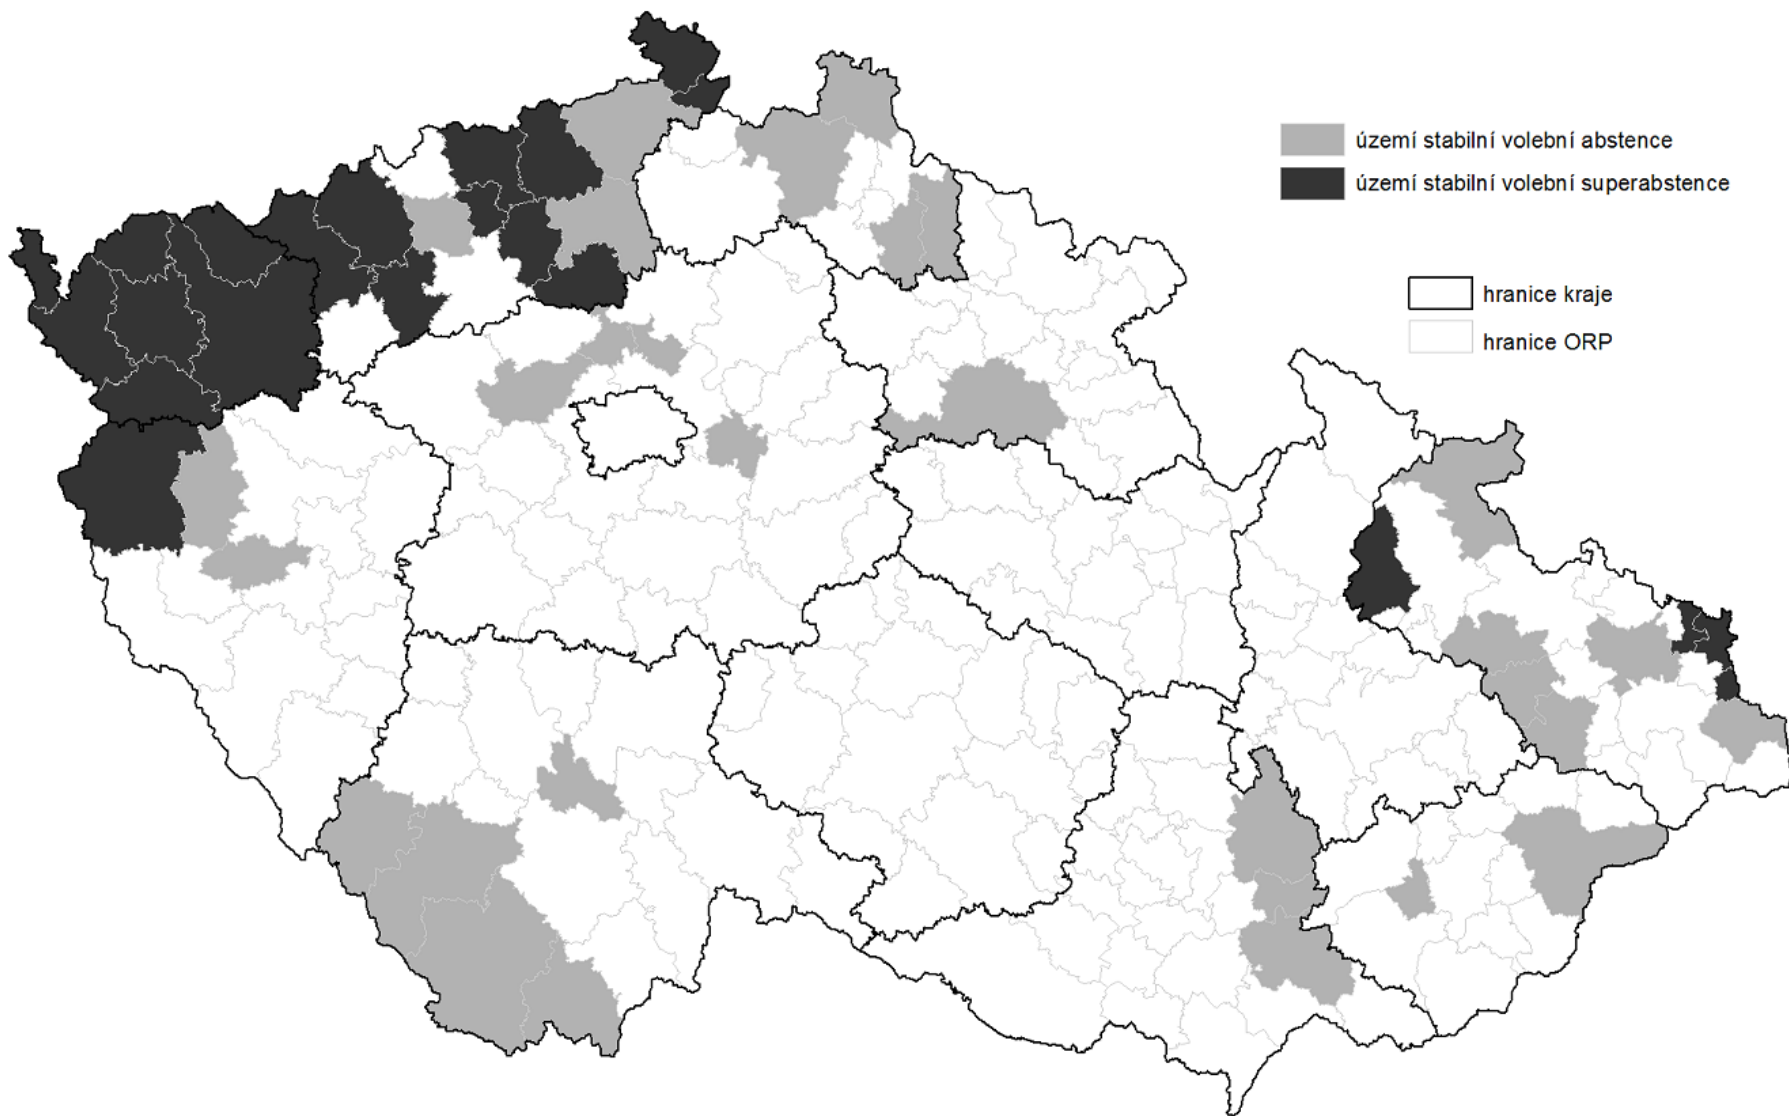 území stabilní volební abstence
území stabilní volební superabstence
hranice kraje
hranice ORP